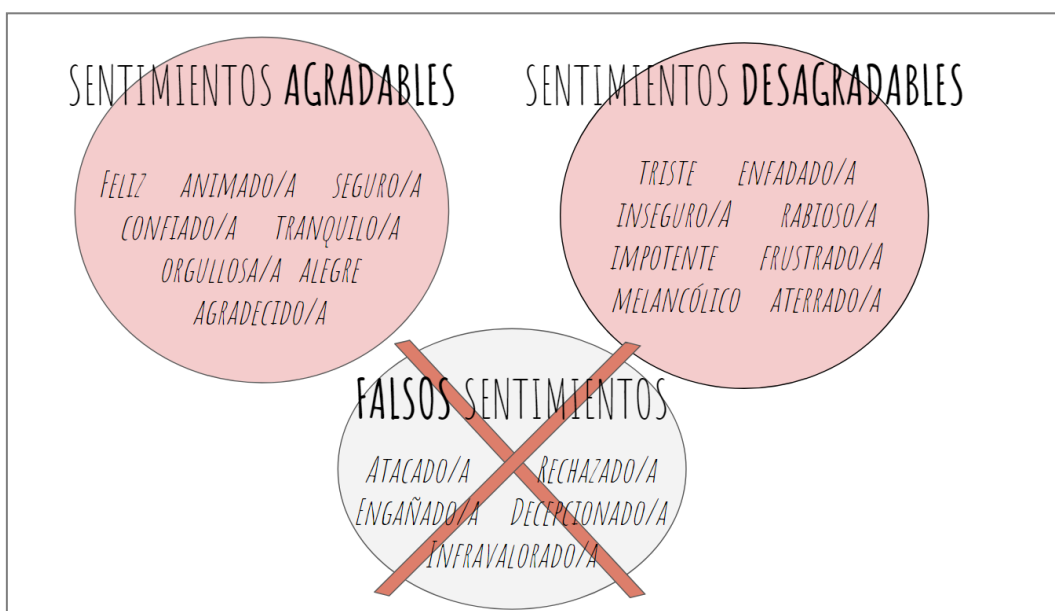 SENTIMIENTOS AGRADABLES
FELIZ ANIMADO/A SEGURO/A
CONFIADO/A TRANQUILO/A
ORGULLOSA/A ALEGRE
AGRADECIDO/A
SENTIMIENTOS DESAGRADABLES
TRISTE ENFADADO/A
INSEGURO/A RABIOSO/A
IMPOTENTE FRUSTRADO/A
MELANCÓLICO ATERRADO/A
FALSOS SENTIMIENTOS
ATACADO/A RECHAZADO/A
ENGAÑADO/A DECEPCIONADO/A
INFRAVALORADO/A